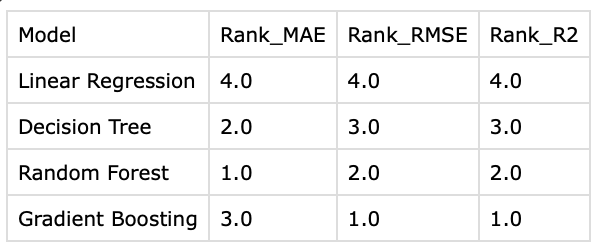 Model Rank_MAE Rank_RMSE Rank_R2
Linear Regression 4.0 4.0 4.0
Decision Tree 2.0 3.0 3.0
Random Forest 1.0 2.0 2.0
Gradient Boosting 3.0 1.0 1.0